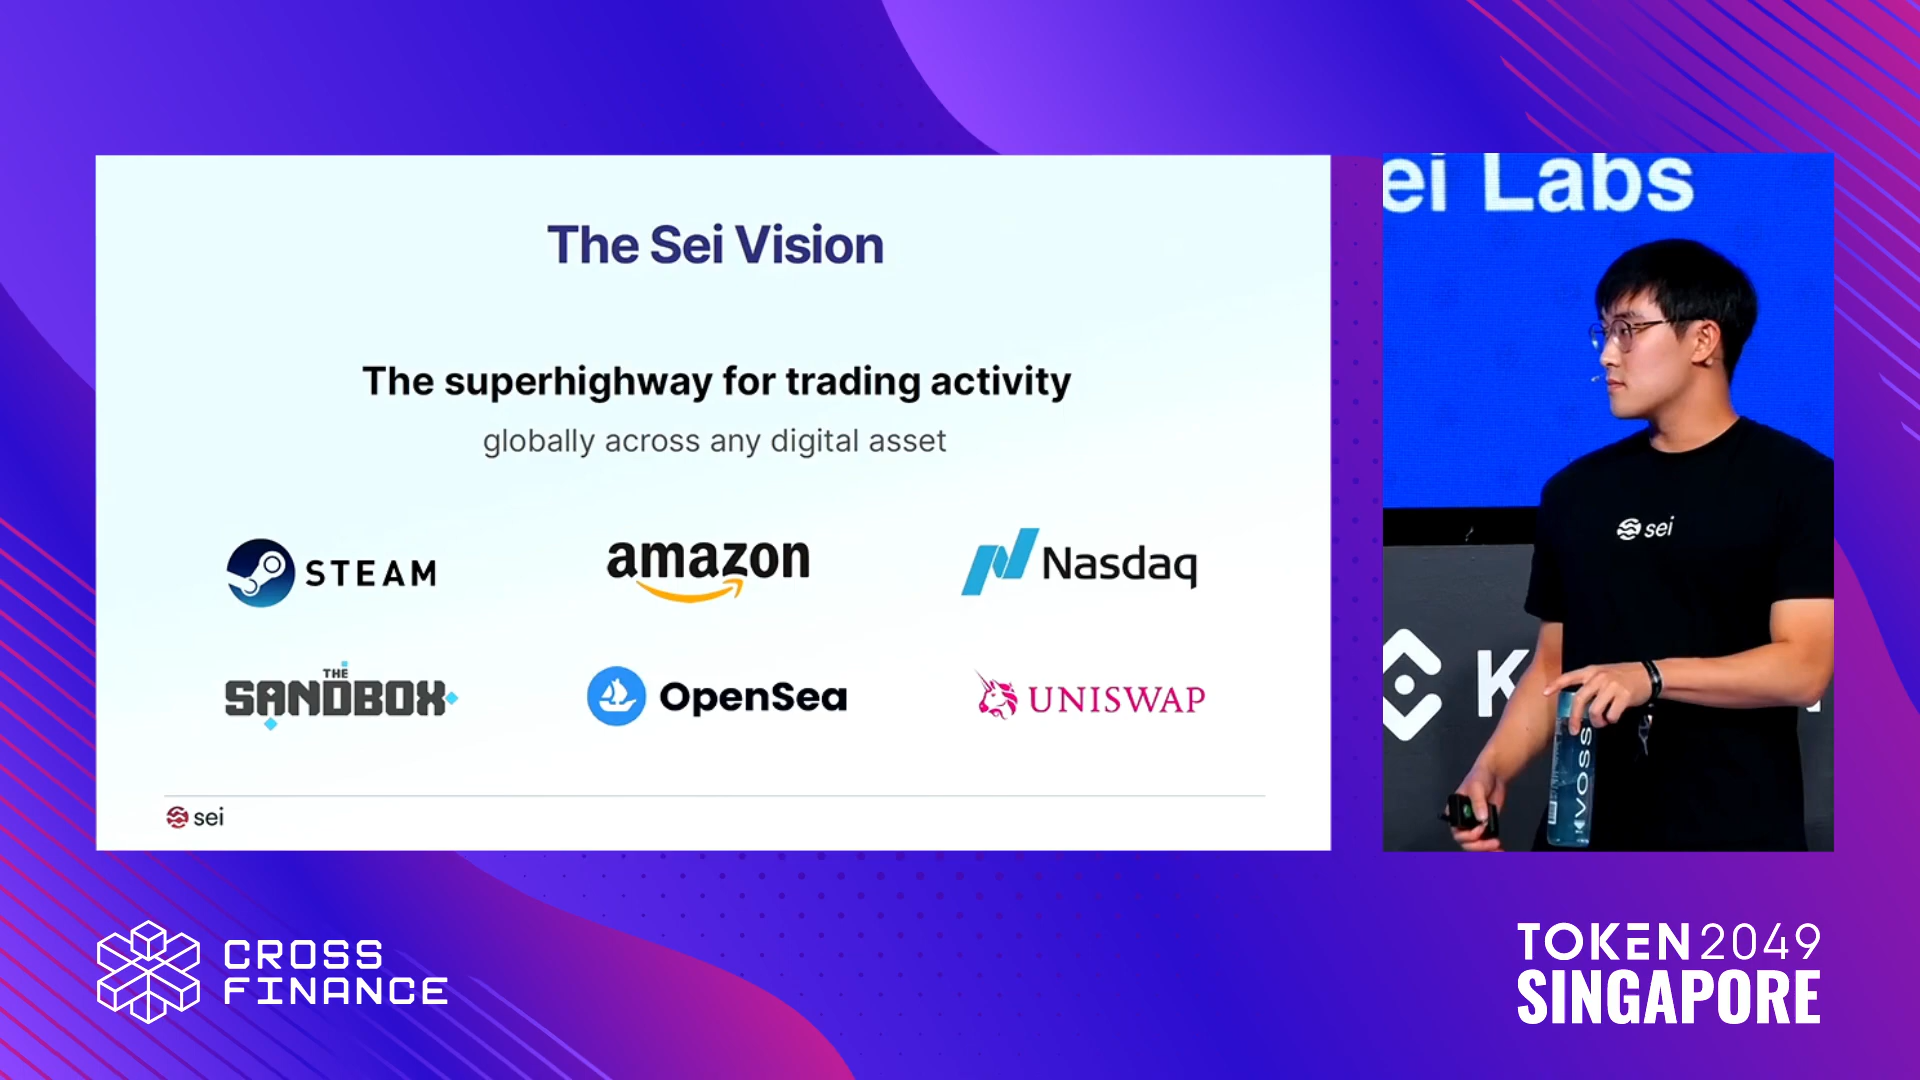 The Sei Vision
The superhighway for trading activity
globally across any digital asset
STEAM
amazon
Nasdaq
THE
SANDBOX
OpenSea
UNISWAP
sei
ei Labs
sei
K
VOSS
CROSS
FINANCE
TOKEN2049
SINGAPORE